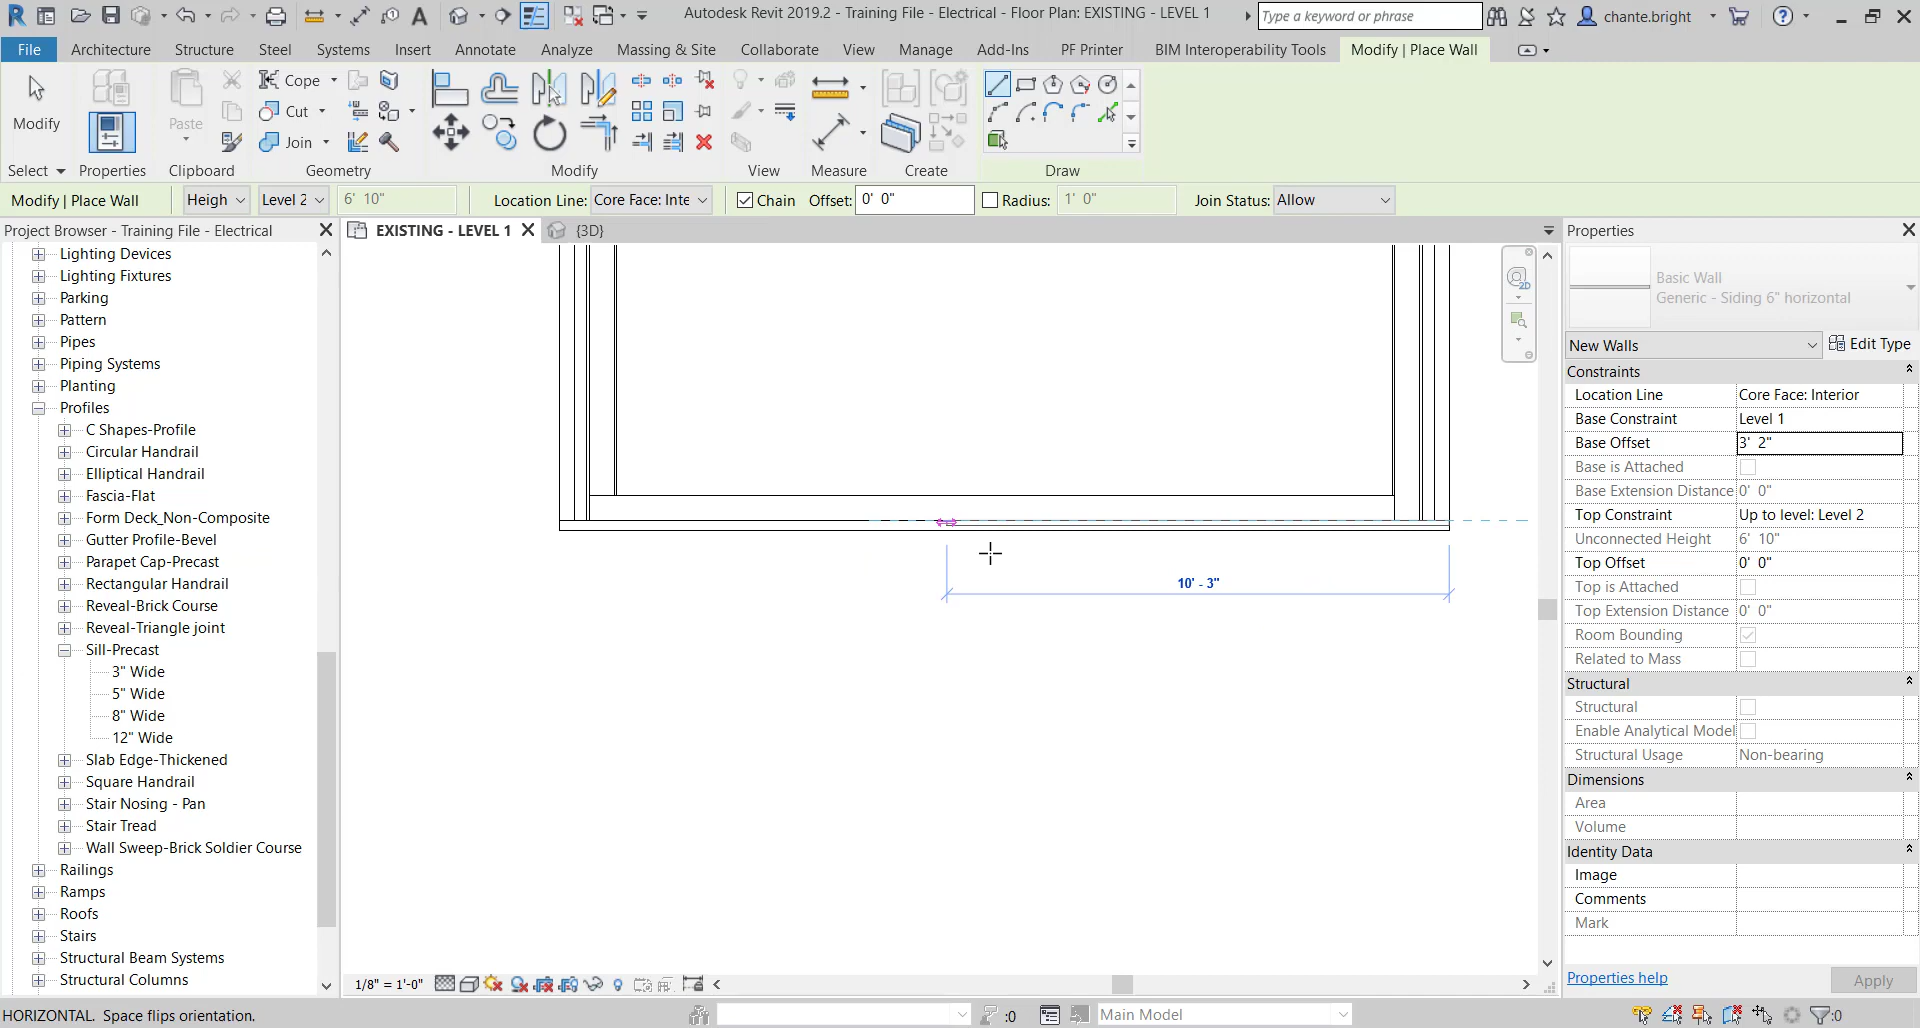 Autodesk Revit 2019.2 - Training File - Electrical - Floor Plan: EXISTING - LEVEL 1
Type a keyword or phrase
chante.bright
File
Architecture
Structure
Steel
Systems
Insert
Annotate
Analyze
Massing & Site
Collaborate
View
Manage
Add-Ins
PF Printer
BIM Interoperability Tools
Modify | Place Wall
Modify
Paste
Cope
Cut
Join
Select
Properties
Clipboard
Geometry
Modify
View
Measure
Create
Draw
Modify | Place Wall
Heigh
Level 2
6' 10"
Location Line:
Core Face: Inte
Chain
Offset:
0' 0"
Radius:
1' 0"
Join Status:
Allow
Project Browser - Training File - Electrical
Lighting Devices
Lighting Fixtures
Parking
Pattern
Pipes
Piping Systems
Planting
Profiles
C Shapes-Profile
Circular Handrail
Elliptical Handrail
Fascia-Flat
Form Deck_Non-Composite
Gutter Profile-Bevel
Parapet Cap-Precast
Rectangular Handrail
Reveal-Brick Course
Reveal-Triangle joint
Sill-Precast
3" Wide
5" Wide
8" Wide
12" Wide
Slab Edge-Thickened
Square Handrail
Stair Nosing - Pan
Stair Tread
Wall Sweep-Brick Soldier Course
Railings
Ramps
Roofs
Stairs
Structural Beam Systems
Structural Columns
EXISTING - LEVEL 1
{3D}
2D
10' - 3"
1/8" = 1'-0"
Properties
Basic Wall
Generic - Siding 6" horizontal
New Walls
Edit Type
Constraints
Location Line Core Face: Interior
Base Constraint Level 1
Base Offset 3' 2"
Base is Attached
Base Extension Distance 0' 0"
Top Constraint Up to level: Level 2
Unconnected Height 6' 10"
Top Offset 0' 0"
Top is Attached
Top Extension Distance 0' 0"
Room Bounding
Related to Mass
Structural
Structural
Enable Analytical Model
Structural Usage Non-bearing
Dimensions
Area
Volume
Identity Data
Image
Comments
Mark
Properties help
Apply
HORIZONTAL. Space flips orientation.
:0
Main Model
:0